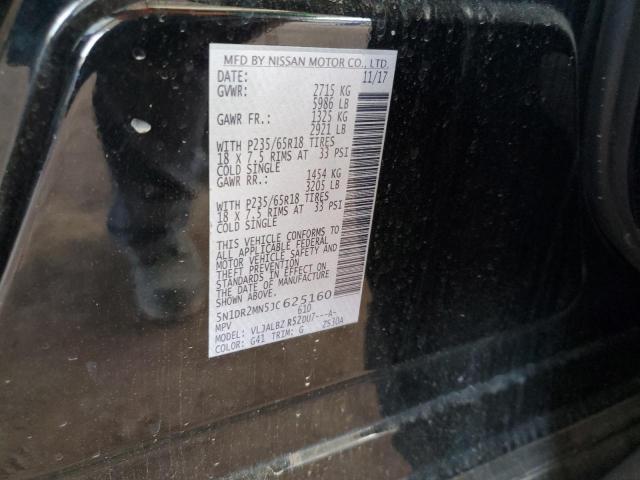 MFD BY NISSAN MOTOR CO., LTD.
DATE: 11/17
GVWR: 2715 KG
5986 LB
GAWR FR.: 1325 KG
2921 LB
WITH P235/65R18 TIRES
18 X 7.5 RIMS AT 33 PSI
COLD SINGLE
GAWR RR.: 1454 KG
3205 LB
WITH P235/65R18 TIRES
18 X 7.5 RIMS AT 33 PSI
COLD SINGLE
THIS VEHICLE CONFORMS TO
ALL APPLICABLE FEDERAL
MOTOR VEHICLE SAFETY AND
THEFT PREVENTION
STANDARDS IN EFFECT
ON THE DATE OF MFR.
SHOWN ABOVE.
5N1DR2MN5JC625160
MPV 610
MODEL: VLJALBZ R52DU7---A-
COLOR: G41 TRIM: G ZS30A